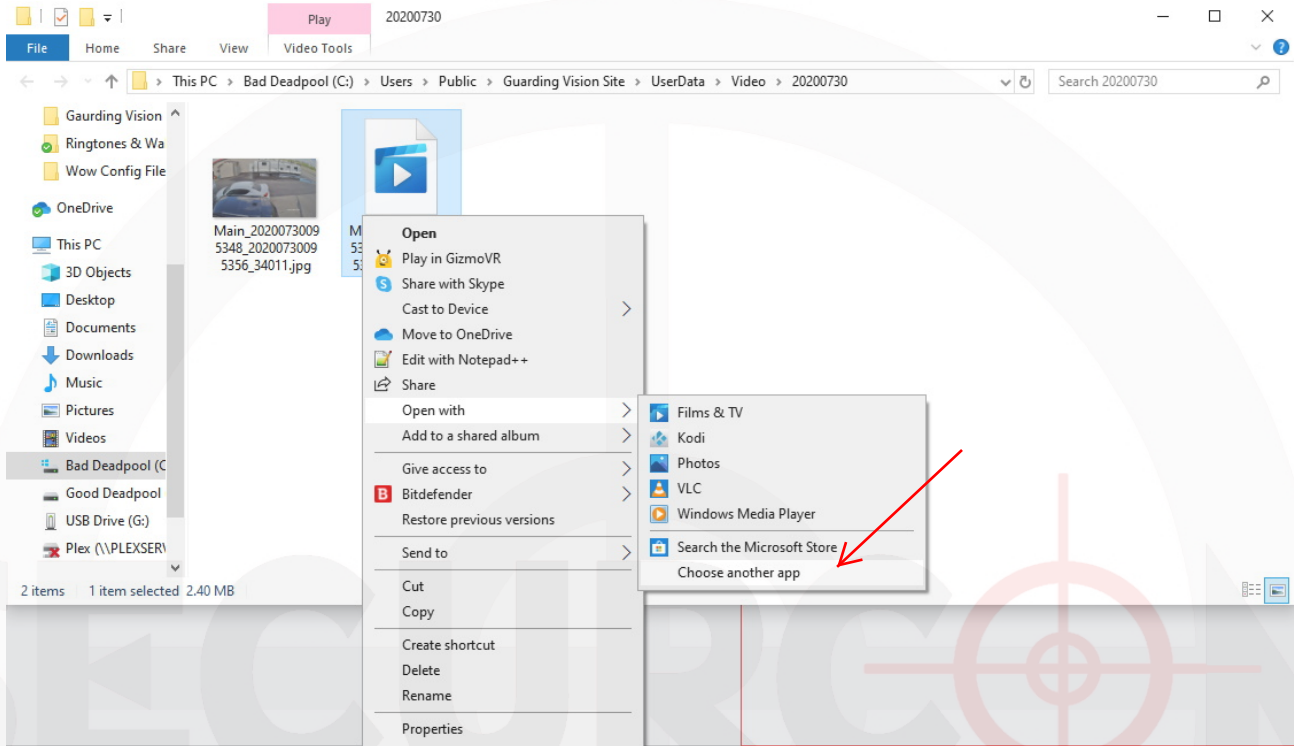 Play
20200730
File
Home
Share
View
Video Tools
This PC > Bad Deadpool (C:) > Users > Public > Guarding Vision Site > UserData > Video > 20200730
Search 20200730
Gaurding Vision
Ringtones & Wa
Wow Config File
OneDrive
This PC
3D Objects
Desktop
Documents
Downloads
Music
Pictures
Videos
Bad Deadpool (C
Good Deadpool
USB Drive (G:)
Plex (\\PLEXSERV
Main_2020073009
5348_2020073009
5356_34011.jpg
M
53
53
Open
Play in GizmoVR
Share with Skype
Cast to Device
Move to OneDrive
Edit with Notepad++
Share
Open with
Add to a shared album
Give access to
Bitdefender
Restore previous versions
Send to
Cut
Copy
Create shortcut
Delete
Rename
Properties
Films & TV
Kodi
Photos
VLC
Windows Media Player
Search the Microsoft Store
Choose another app
2 items
1 item selected 2.40 MB
SECURCON